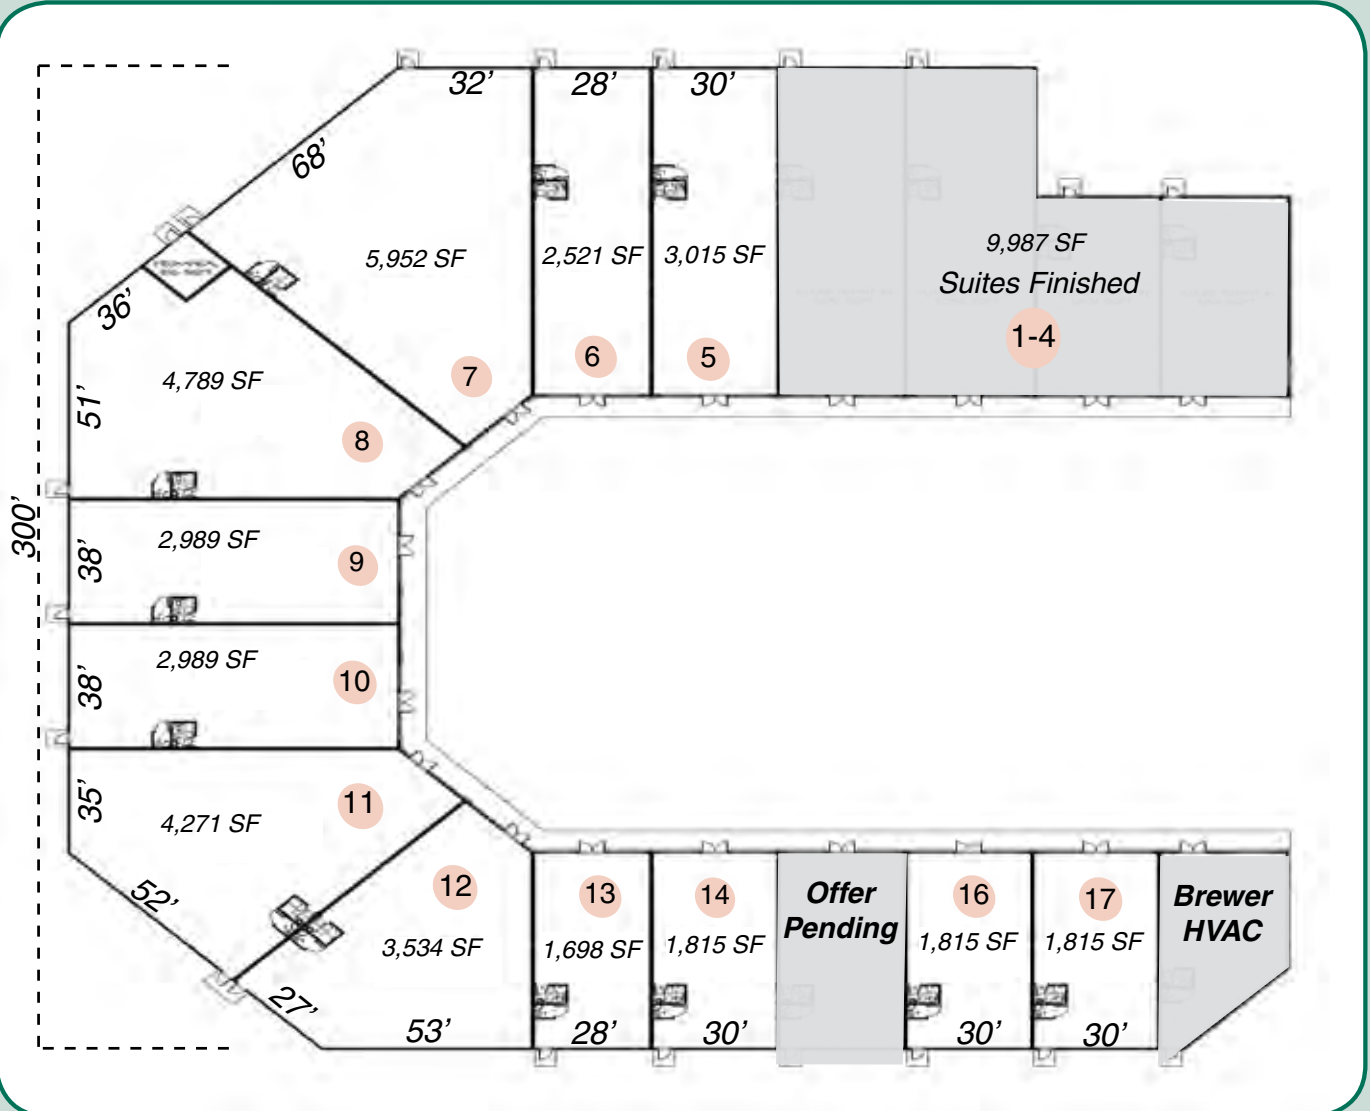 32’
28’
30’
68’
5,952 SF
2,521 SF
3,015 SF
9,987 SF
Suites Finished
1-4
36’
7
6
5
4,789 SF
51’
8
300’
2,989 SF
38’
9
2,989 SF
38’
10
35’
4,271 SF
11
52’
12
3,534 SF
27’
53’
13
1,698 SF
28’
14
1,815 SF
30’
Offer
Pending
16
1,815 SF
30’
17
1,815 SF
30’
Brewer
HVAC